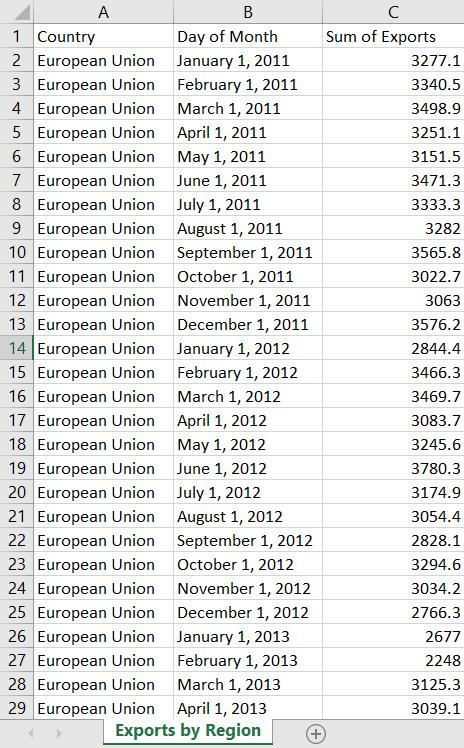 A B C
1 Country Day of Month Sum of Exports
2 European Union January 1, 2011 3277.1
3 European Union February 1, 2011 3340.5
4 European Union March 1, 2011 3498.9
5 European Union April 1, 2011 3251.1
6 European Union May 1, 2011 3151.5
7 European Union June 1, 2011 3471.3
8 European Union July 1, 2011 3333.3
9 European Union August 1, 2011 3282
10 European Union September 1, 2011 3565.8
11 European Union October 1, 2011 3022.7
12 European Union November 1, 2011 3063
13 European Union December 1, 2011 3576.2
14 European Union January 1, 2012 2844.4
15 European Union February 1, 2012 3466.3
16 European Union March 1, 2012 3469.7
17 European Union April 1, 2012 3083.7
18 European Union May 1, 2012 3245.6
19 European Union June 1, 2012 3780.3
20 European Union July 1, 2012 3174.9
21 European Union August 1, 2012 3054.4
22 European Union September 1, 2012 2828.1
23 European Union October 1, 2012 3294.6
24 European Union November 1, 2012 3034.2
25 European Union December 1, 2012 2766.3
26 European Union January 1, 2013 2677
27 European Union February 1, 2013 2248
28 European Union March 1, 2013 3125.3
29 European Union April 1, 2013 3039.1
Exports by Region